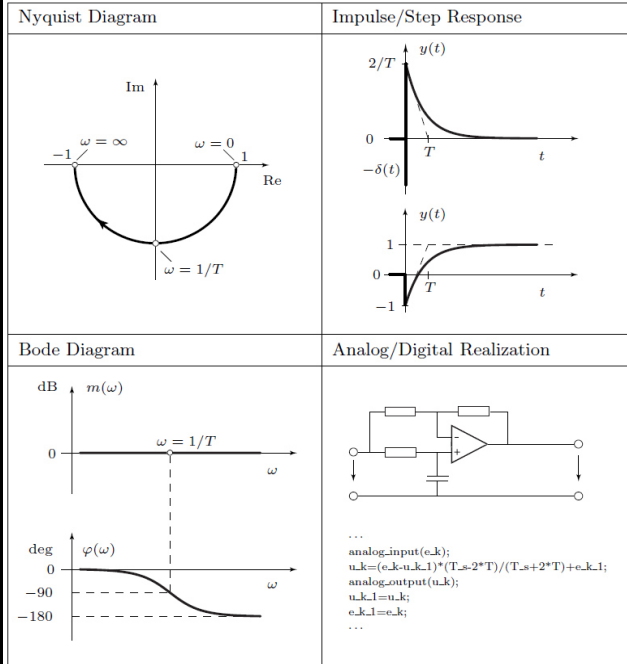 Nyquist Diagram
Im
ω = ∞
ω = 0
−1
1
Re
ω = 1/T
Impulse/Step Response
y(t)
2/T
0
T
t
−δ(t)
y(t)
1
0
T
t
−1
Bode Diagram
dB
m(ω)
ω = 1/T
0
ω
deg
φ(ω)
0
ω
−90
−180
Analog/Digital Realization
-
+
...
analog_input(e_k);
u_k=(e_k-u_k_1)*(T_s-2*T)/(T_s+2*T)+e_k_1;
analog_output(u_k);
u_k_1=u_k;
e_k_1=e_k;
...